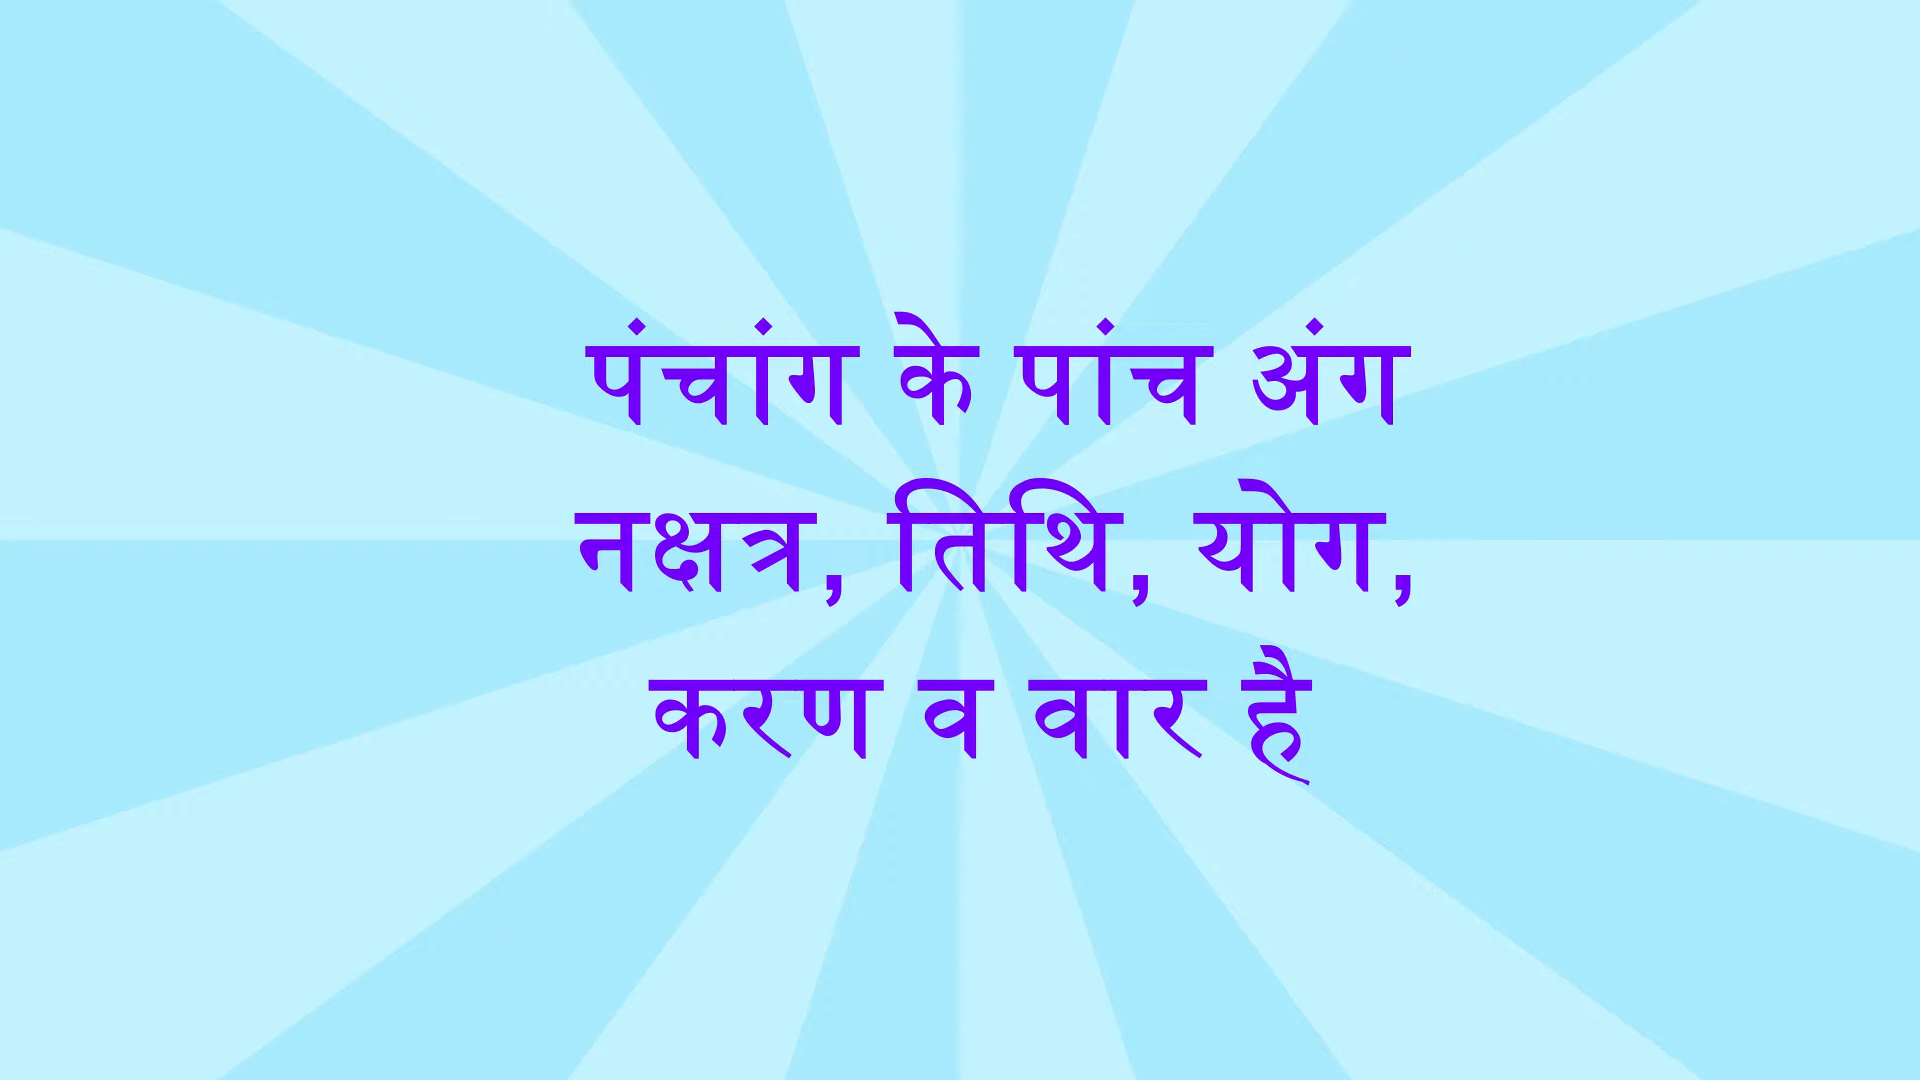 पंचांग के पांच अंग
नक्षत्र, तिथि, योग,
करण व वार है